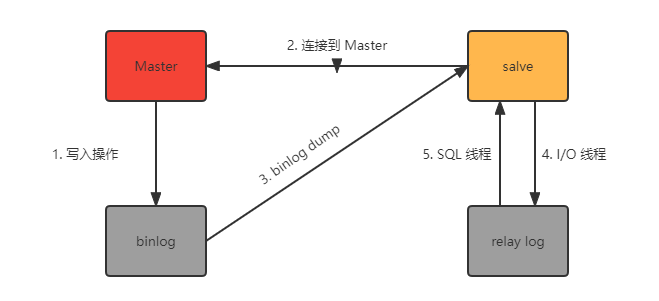 2. 连接到 Master
Master
salve
1. 写入操作
3. binlog dump
5. SQL 线程
4. I/O 线程
binlog
relay log